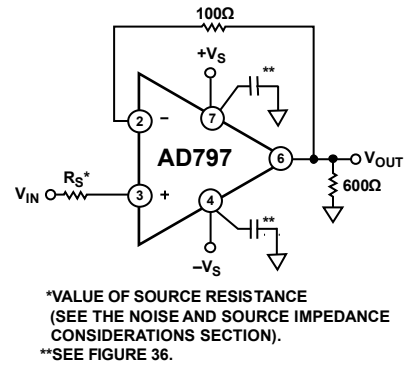 100Ω
+VS
**
2
−
7
AD797
6
VOUT
RS*
VIN
3
+
600Ω
4
**
−VS
*VALUE OF SOURCE RESISTANCE
(SEE THE NOISE AND SOURCE IMPEDANCE
CONSIDERATIONS SECTION).
**SEE FIGURE 36.